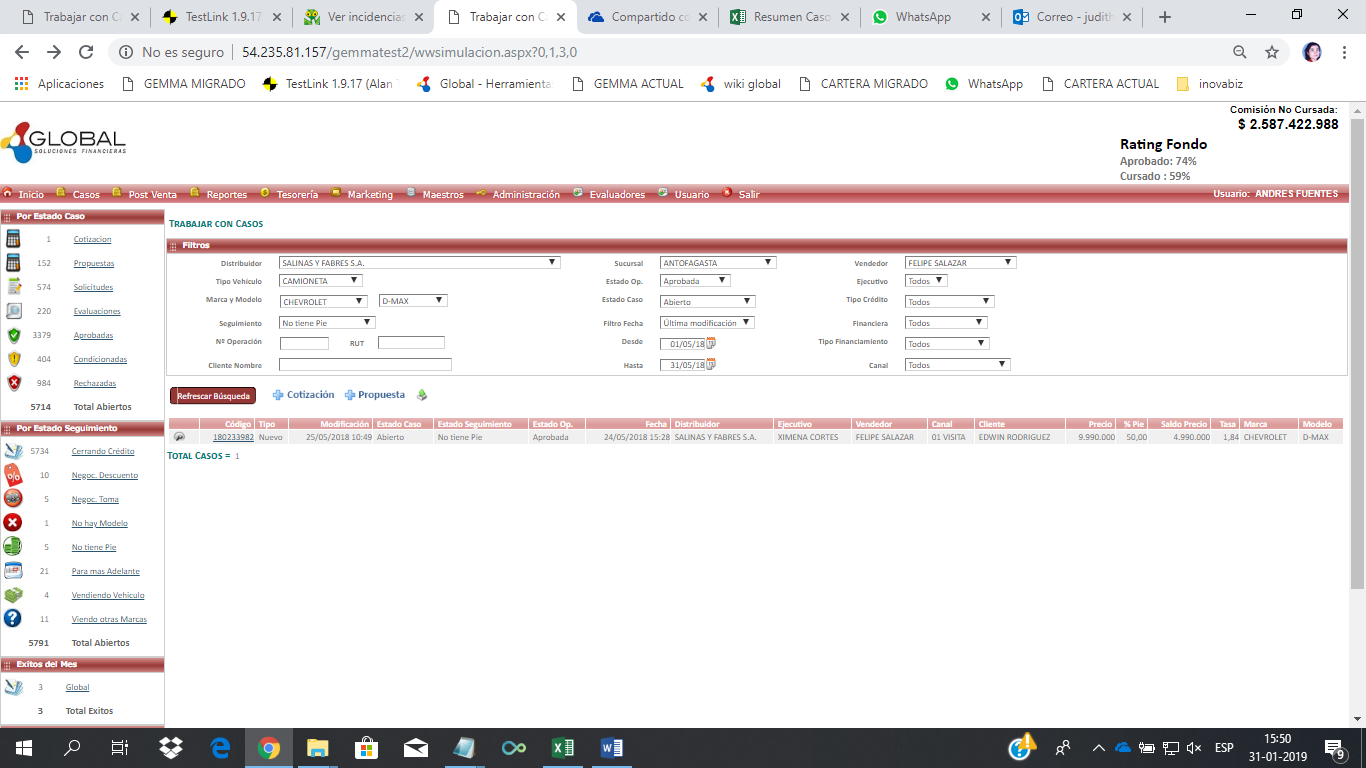 Trabajar con C
TestLink 1.9.17
Ver incidencias
Trabajar con C
Compartido co
Resumen Caso
WhatsApp
Correo - judith
No es seguro | 54.235.81.157/gemmatest2/wwsimulacion.aspx?0,1,3,0
Aplicaciones GEMMA MIGRADO TestLink 1.9.17 (Alan Global - Herramienta: GEMMA ACTUAL wiki global CARTERA MIGRADO WhatsApp CARTERA ACTUAL inovabiz
Comisión No Cursada:
$ 2.587.422.988
GLOBAL
SOLUCIONES FINANCIERAS
Rating Fondo
Aprobado: 74%
Cursado : 59%
Inicio Casos Post Venta Reportes Tesorería Marketing Maestros Administración Evaluadores Usuario Salir Usuario: ANDRES FUENTES
Por Estado Caso
1 Cotizacion
152 Propuestas
574 Solicitudes
220 Evaluaciones
3379 Aprobadas
404 Condicionadas
984 Rechazadas
5714 Total Abiertos
Por Estado Seguimiento
5734 Cerrando Crédito
10 Negoc. Descuento
5 Negoc. Toma
1 No hay Modelo
5 No tiene Pie
21 Para mas Adelante
4 Vendiendo Vehículo
11 Viendo otras Marcas
5791 Total Abiertos
Exitos del Mes
3 Global
3 Total Exitos
TRABAJAR CON CASOS
Filtros
Distribuidor SALINAS Y FABRES S.A. Sucursal ANTOFAGASTA Vendedor FELIPE SALAZAR
Tipo Vehículo CAMIONETA Estado Op. Aprobada Ejecutivo Todos
Marca y Modelo CHEVROLET D-MAX Estado Caso Abierto Tipo Crédito Todos
Seguimiento No tiene Pie Filtro Fecha Última modificación Financiera Todos
Nº Operación RUT Desde 01/05/18 Tipo Financiamiento Todos
Cliente Nombre Hasta 31/05/18 Canal Todos
Refrescar Búsqueda Cotización Propuesta
Código Tipo Modificación Estado Caso Estado Seguimiento Estado Op. Fecha Distribuidor Ejecutivo Vendedor Canal Cliente Precio % Pie Saldo Precio Tasa Marca Modelo
180233982 Nuevo 25/05/2018 10:49 Abierto No tiene Pie Aprobada 24/05/2018 15:28 SALINAS Y FABRES S.A. XIMENA CORTES FELIPE SALAZAR 01 VISITA EDWIN RODRIGUEZ 9.990.000 50,00 4.990.000 1,84 CHEVROLET D-MAX
TOTAL CASOS = 1
ESP
15:50
31-01-2019
9